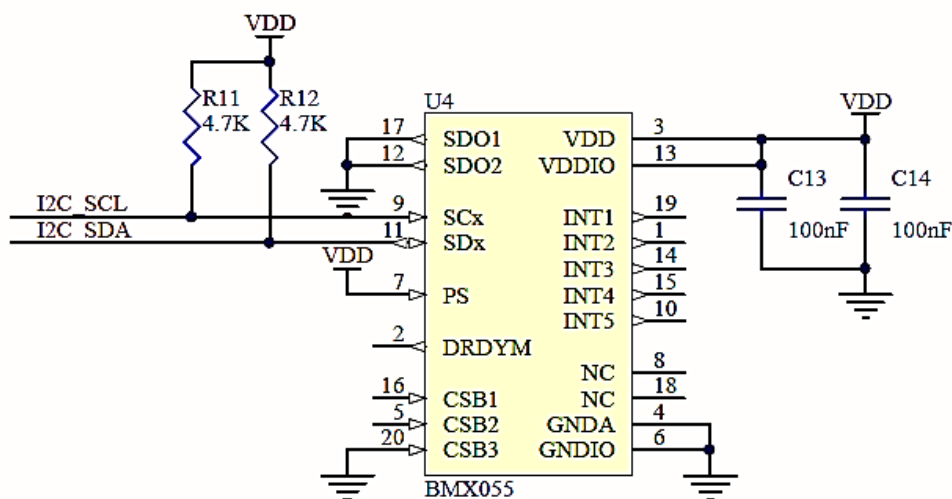 VDD
R11
4.7K
R12
4.7K
I2C_SCL
I2C_SDA
VDD
U4
17 SDO1
12 SDO2
9 SCx
11 SDx
7 PS
2 DRDYM
16 CSB1
5 CSB2
20 CSB3
VDD 3
VDDIO 13
INT1 19
INT2 1
INT3 14
INT4 15
INT5 10
NC 8
NC 18
GNDA 4
GNDIO 6
BMX055
VDD
C13
100nF
C14
100nF